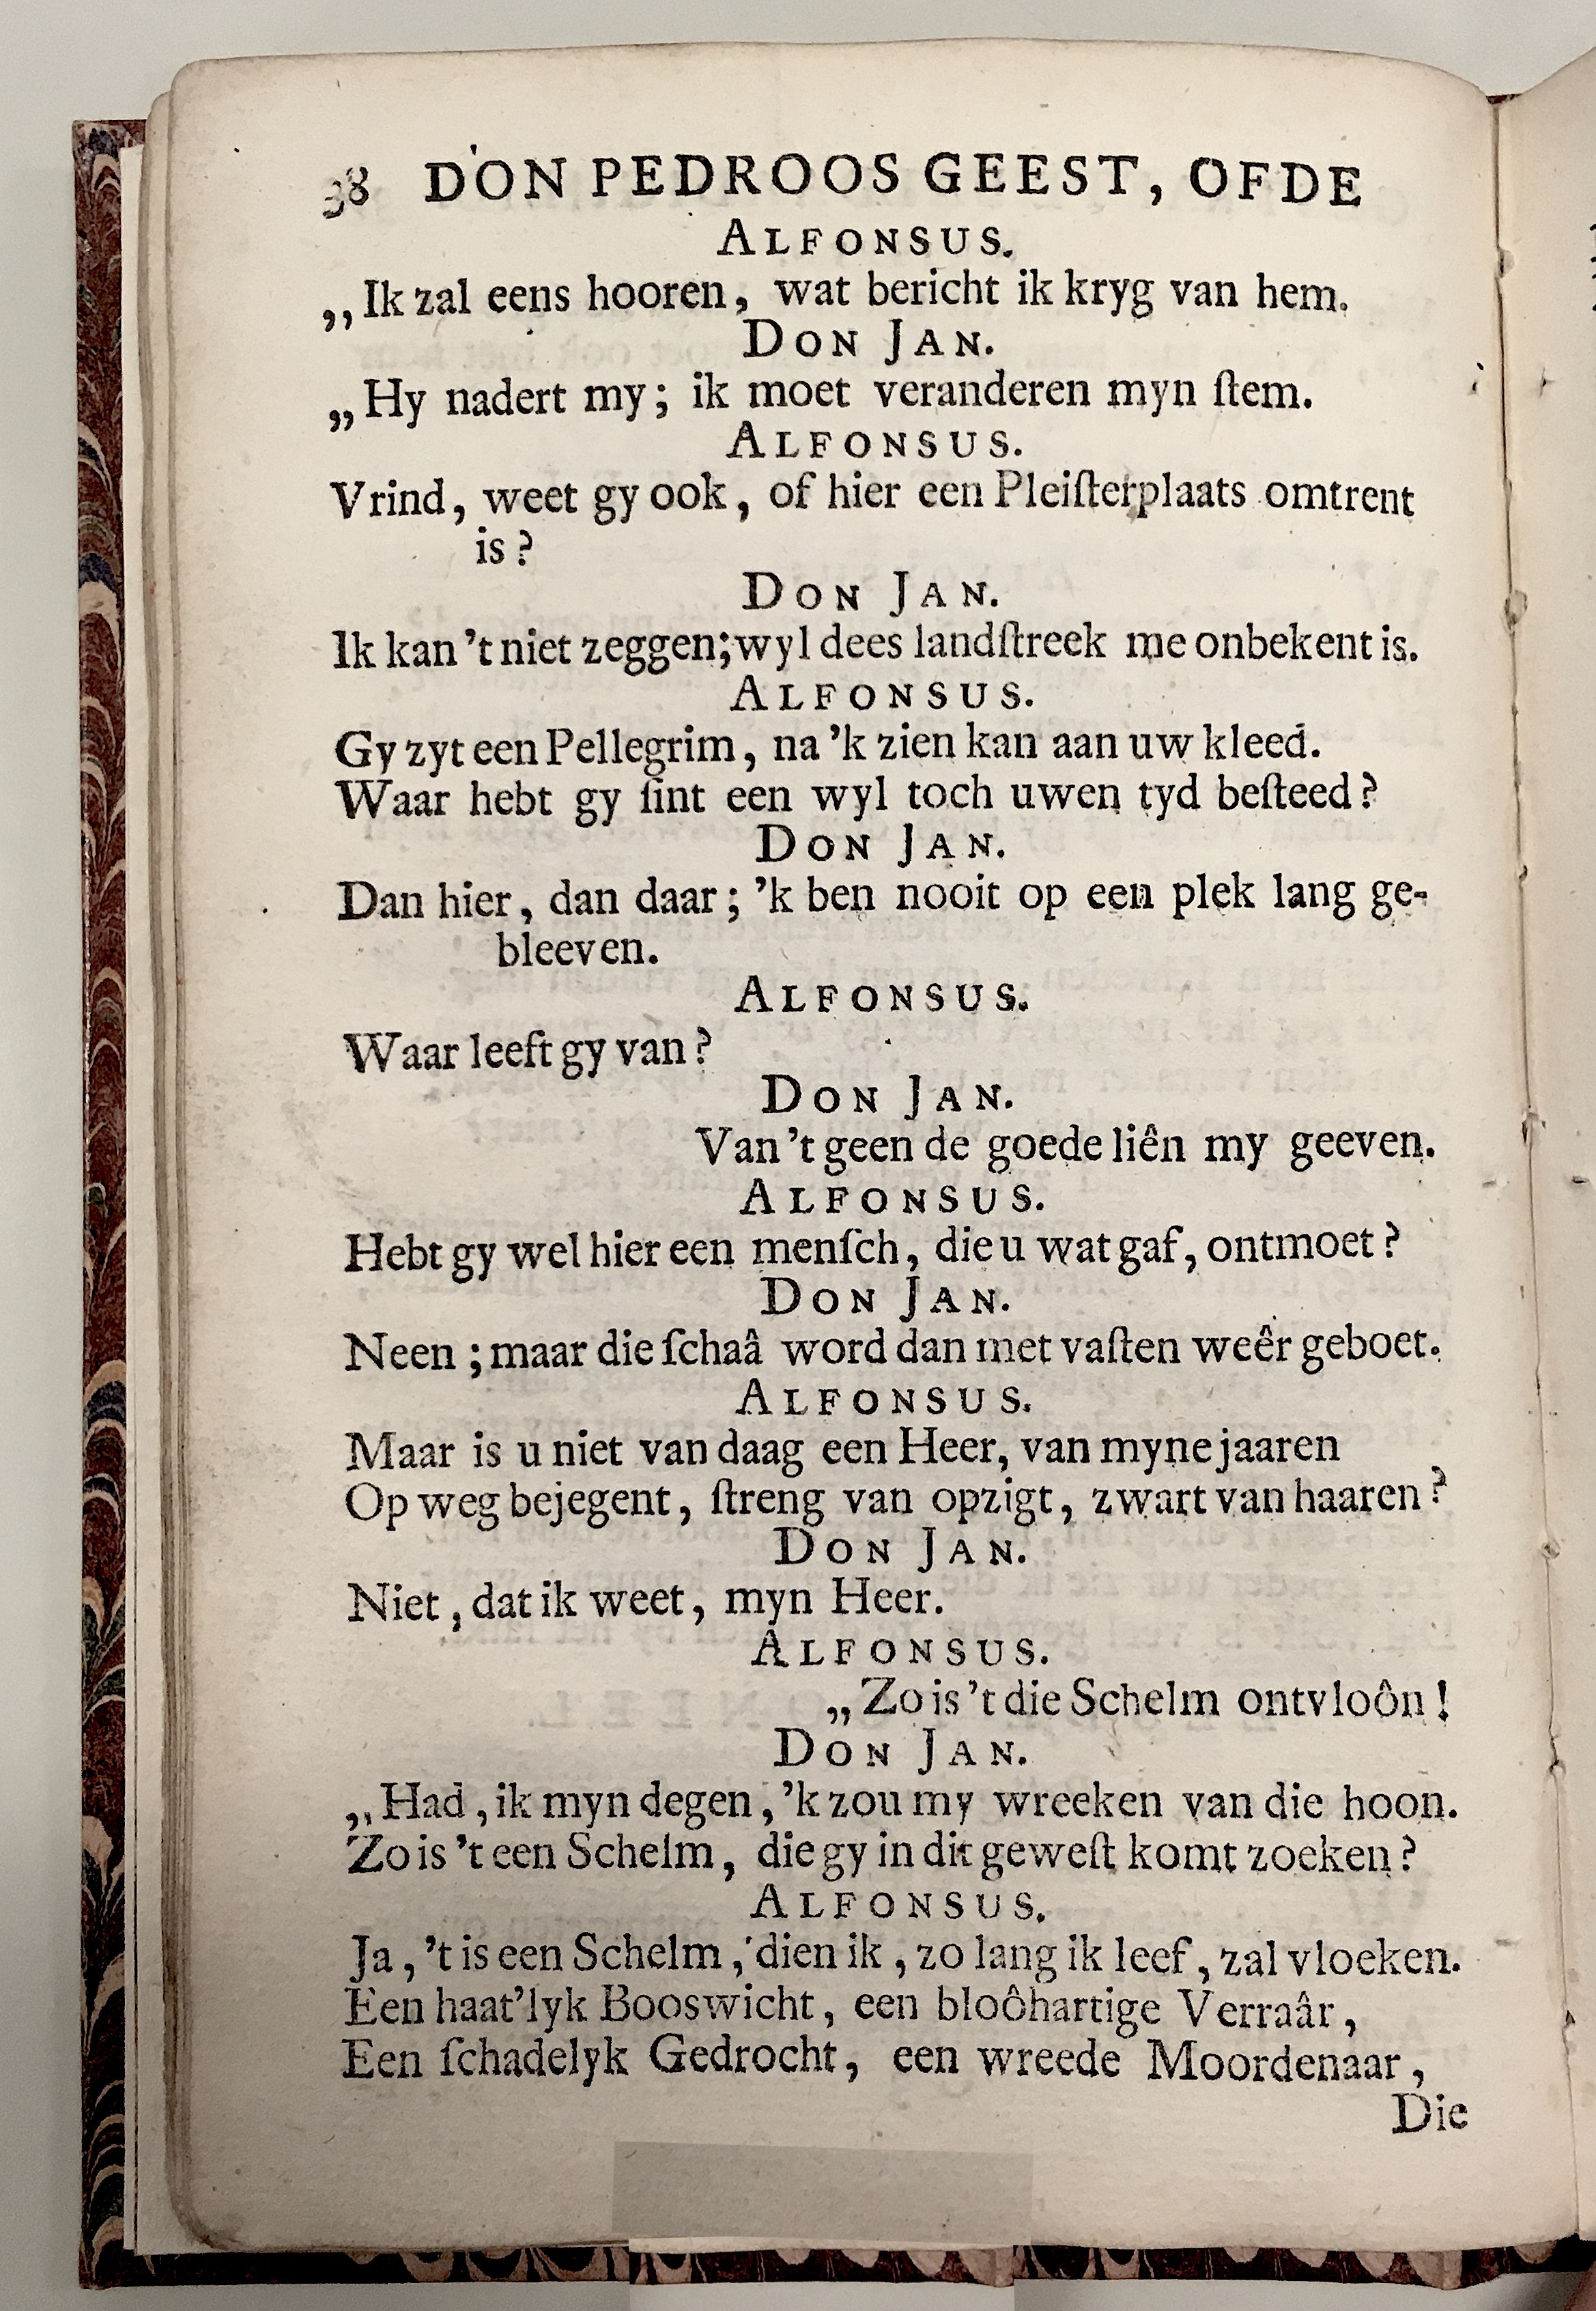 38 DON PEDROOS GEEST, OF DE
ALFONSUS.
„Ik zal eens hooren, wat bericht ik kryg van hem.
DON JAN.
„Hy nadert my; ik moet veranderen myn ſtem.
ALFONSUS.
Vrind, weet gy ook, of hier een Pleiſterplaats omtrent
is?
DON JAN.
Ik kan 't niet zeggen; wyl dees landſtreek me onbekent is.
ALFONSUS.
Gy zyt een Pellegrim, na 'k zien kan aan uw kleed.
Waar hebt gy ſint een wyl toch uwen tyd beſteed?
DON JAN.
Dan hier, dan daar; 'k ben nooit op een plek lang ge-
bleeven.
ALFONSUS.
Waar leeft gy van?
DON JAN.
Van 't geen de goede liên my geeven.
ALFONSUS.
Hebt gy wel hier een menſch, die u wat gaf, ontmoet?
DON JAN.
Neen; maar die ſchaâ word dan met vaſten weêr geboet.
ALFONSUS.
Maar is u niet van daag een Heer, van myne jaaren
Op weg bejegent, ſtreng van opzigt, zwart van haaren?
DON JAN.
Niet, dat ik weet, myn Heer.
ALFONSUS.
„Zo is 't die Schelm ontvloôn!
DON JAN.
„Had, ik myn degen, 'k zou my wreeken van die hoon.
Zo is 't een Schelm, die gy in dit geweſt komt zoeken?
ALFONSUS.
Ja, 't is een Schelm, dien ik, zo lang ik leef, zal vloeken.
Een haat'lyk Booswicht, een bloôhartige Verraâr,
Een ſchadelyk Gedrocht, een wreede Moordenaar,
Die